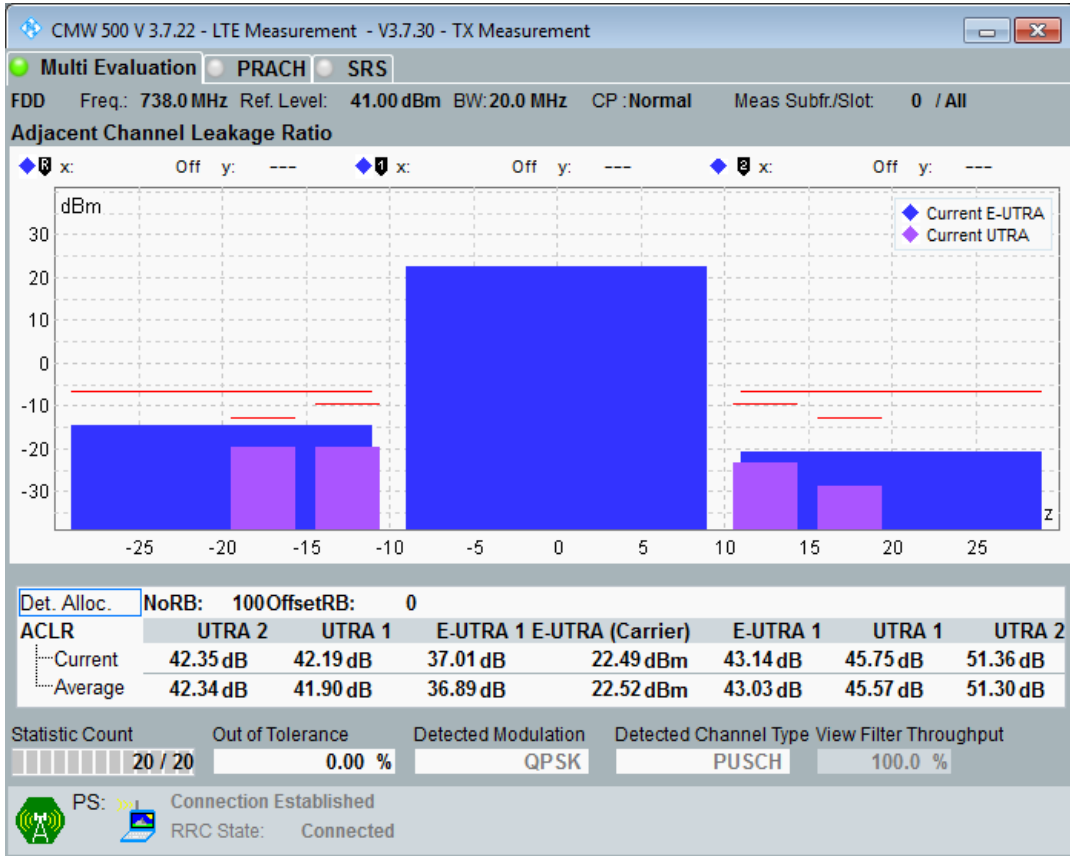 CMW 500 V 3.7.22 - LTE Measurement - V3.7.30 - TX Measurement
Multi Evaluation PRACH SRS
FDD Freq.: 738.0 MHz Ref. Level: 41.00 dBm BW: 20.0 MHz CP : Normal Meas Subfr./Slot: 0 / All
Adjacent Channel Leakage Ratio
R x: Off y: --- 1 x: Off y: --- 2 x: Off y: ---
dBm
Current E-UTRA
Current UTRA
30
20
10
0
-10
-20
-30
z
-25 -20 -15 -10 -5 0 5 10 15 20 25
Det. Alloc. NoRB: 100 OffsetRB: 0
ACLR UTRA 2 UTRA 1 E-UTRA 1 E-UTRA (Carrier) E-UTRA 1 UTRA 1 UTRA 2
Current 42.35 dB 42.19 dB 37.01 dB 22.49 dBm 43.14 dB 45.75 dB 51.36 dB
Average 42.34 dB 41.90 dB 36.89 dB 22.52 dBm 43.03 dB 45.57 dB 51.30 dB
Statistic Count Out of Tolerance Detected Modulation Detected Channel Type View Filter Throughput
20 / 20 0.00 % QPSK PUSCH 100.0 %
PS: Connection Established
RRC State: Connected